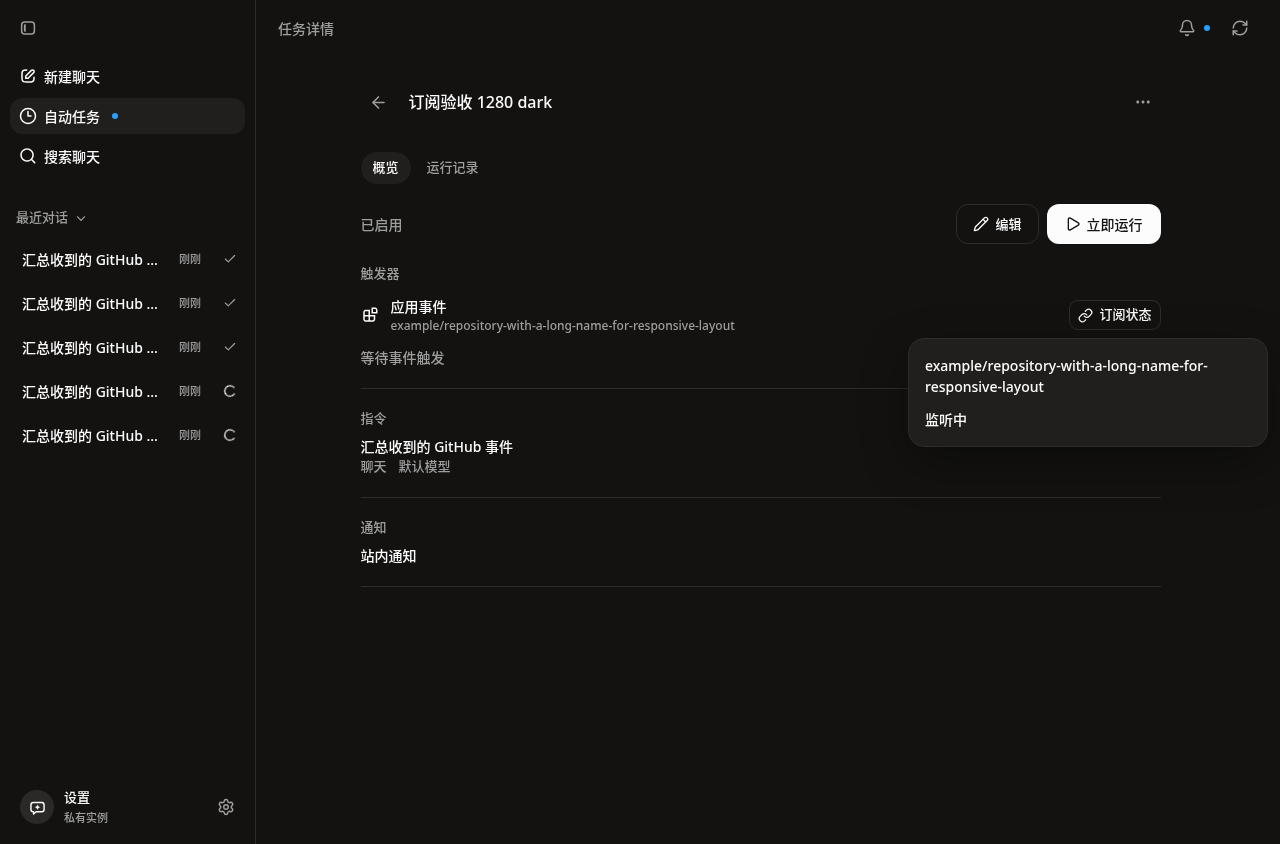 任务详情
新建聊天
自动任务
搜索聊天
最近对话
汇总收到的 GitHub ... 刚刚
汇总收到的 GitHub ... 刚刚
汇总收到的 GitHub ... 刚刚
汇总收到的 GitHub ... 刚刚
汇总收到的 GitHub ... 刚刚
设置
私有实例
订阅验收 1280 dark
概览 运行记录
已启用 编辑 立即运行
触发器
应用事件
example/repository-with-a-long-name-for-responsive-layout
订阅状态
等待事件触发
example/repository-with-a-long-name-for-
responsive-layout
监听中
指令
汇总收到的 GitHub 事件
聊天 默认模型
通知
站内通知